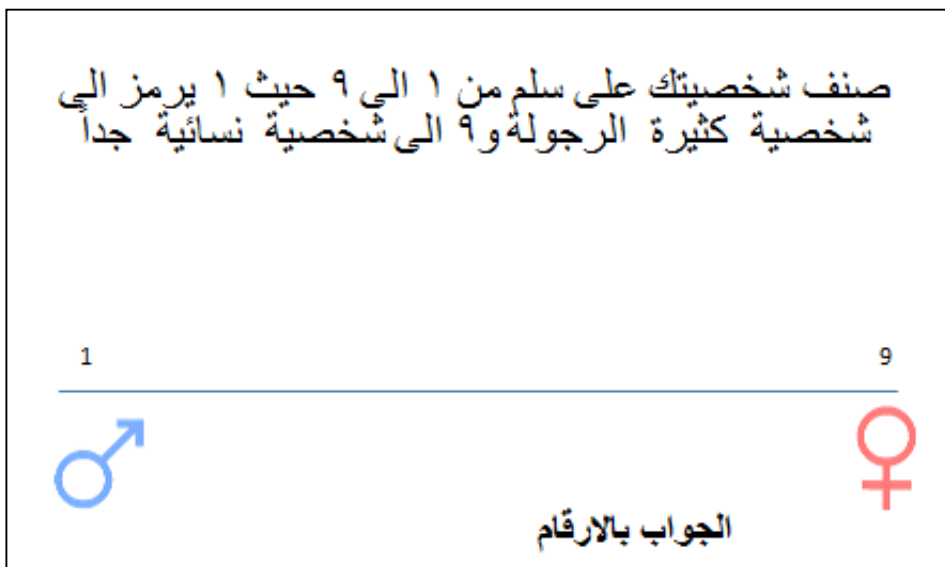 صنف شخصيتك على سلم من ١ الى ٩ حيث ١ يرمز الى
شخصية كثيرة الرجولة و٩ الى شخصية نسائية جداً
1 9
الجواب بالارقام